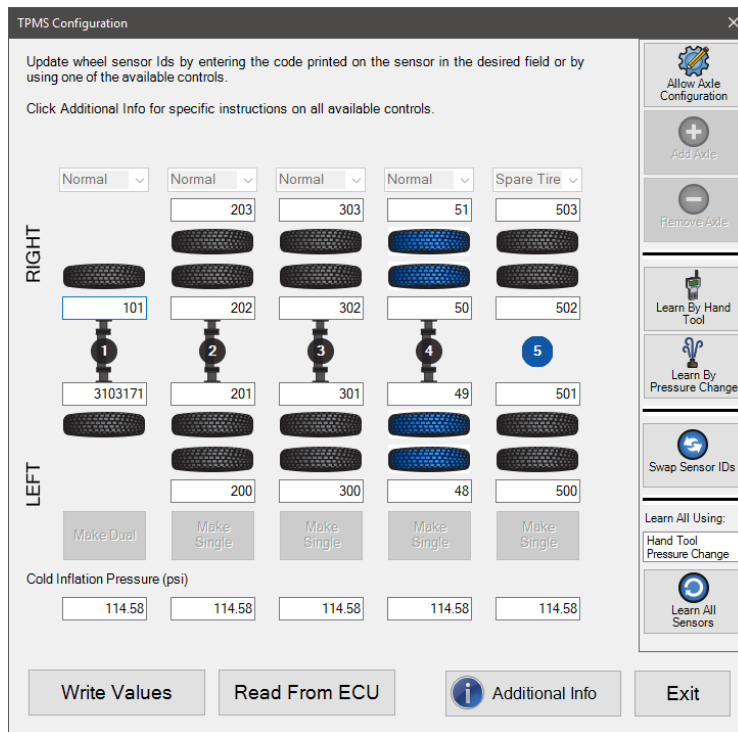 TPMS Configuration
Update wheel sensor Ids by entering the code printed on the sensor in the desired field or by
using one of the available controls.
Click Additional Info for specific instructions on all available controls.
Normal
Normal
Normal
Normal
Spare Tire
203
303
51
503
RIGHT
101
202
302
50
502
1
2
3
4
5
3103171
201
301
49
501
LEFT
200
300
48
500
Make Dual
Make
Single
Make
Single
Make
Single
Make
Single
Cold Inflation Pressure (psi)
114.58
114.58
114.58
114.58
114.58
Write Values
Read From ECU
Additional Info
Exit
Allow Axle
Configuration
Add Axle
Remove Axle
Learn By Hand
Tool
Learn By
Pressure Change
Swap Sensor IDs
Learn All Using:
Hand Tool
Pressure Change
Learn All
Sensors